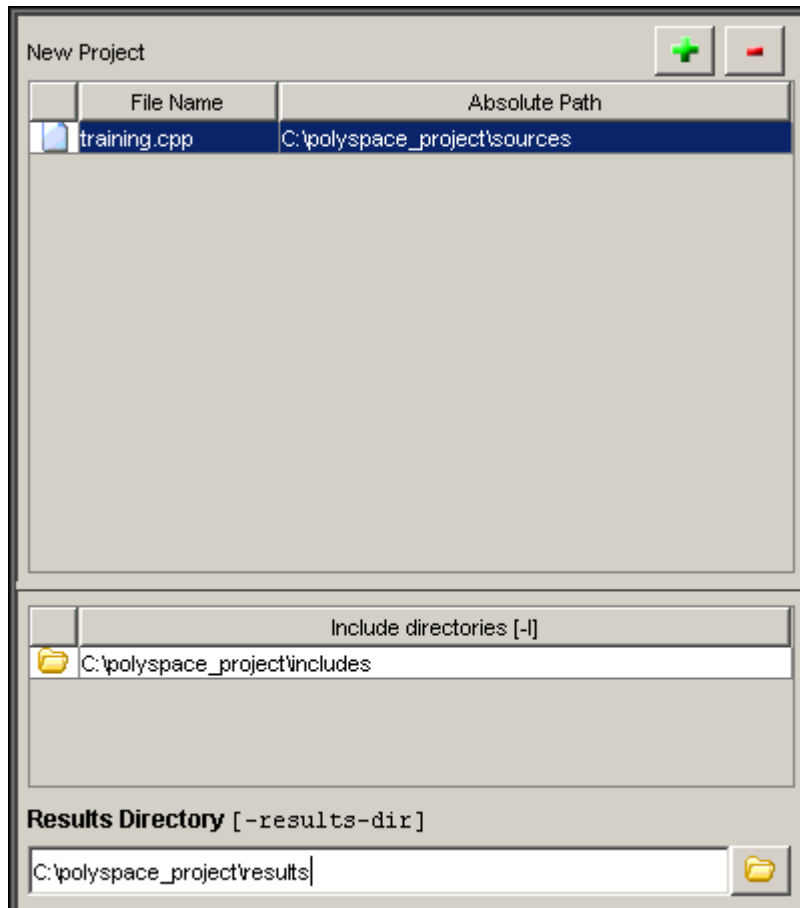 New Project
File Name Absolute Path
training.cpp C:\polyspace_project\sources
Include directories [-I]
C:\polyspace_project\includes
Results Directory [-results-dir]
C:\polyspace_project\results